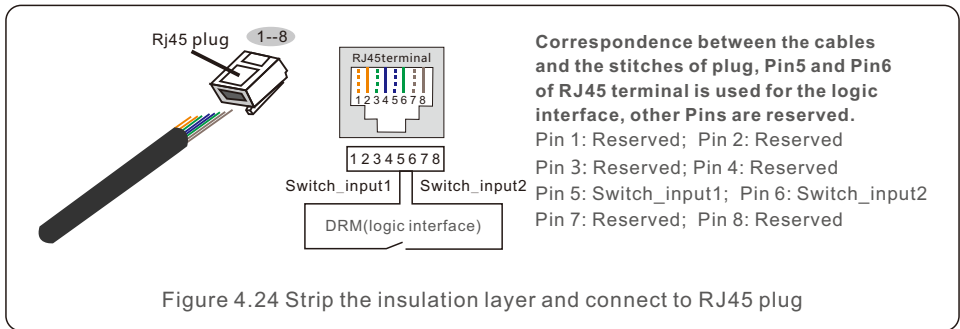 Rj45 plug 1--8
RJ45terminal
1 2 3 4 5 6 7 8
1 2 3 4 5 6 7 8
Switch_input1 Switch_input2
DRM(logic interface)
Correspondence between the cables
and the stitches of plug, Pin5 and Pin6
of RJ45 terminal is used for the logic
interface, other Pins are reserved.
Pin 1: Reserved; Pin 2: Reserved
Pin 3: Reserved; Pin 4: Reserved
Pin 5: Switch_input1; Pin 6: Switch_input2
Pin 7: Reserved; Pin 8: Reserved
Figure 4.24 Strip the insulation layer and connect to RJ45 plug